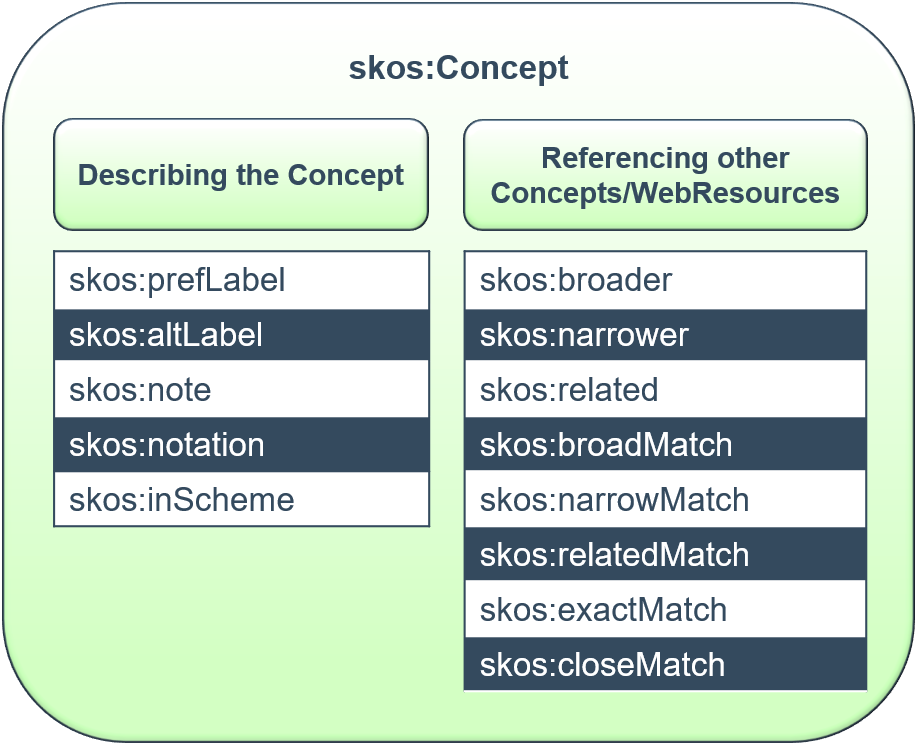 skos:Concept
Describing the Concept
skos:prefLabel
skos:altLabel
skos:note
skos:notation
skos:inScheme
Referencing other
Concepts/WebResources
skos:broader
skos:narrower
skos:related
skos:broadMatch
skos:narrowMatch
skos:relatedMatch
skos:exactMatch
skos:closeMatch